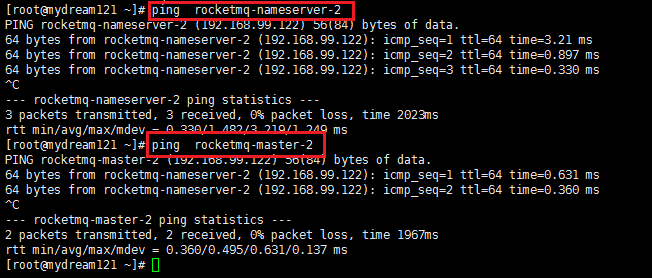 [root@mydream121 ~]# ping  rocketmq-nameserver-2
PING rocketmq-nameserver-2 (192.168.99.122) 56(84) bytes of data.
64 bytes from rocketmq-nameserver-2 (192.168.99.122): icmp_seq=1 ttl=64 time=3.21 ms
64 bytes from rocketmq-nameserver-2 (192.168.99.122): icmp_seq=2 ttl=64 time=0.897 ms
64 bytes from rocketmq-nameserver-2 (192.168.99.122): icmp_seq=3 ttl=64 time=0.330 ms
^C
--- rocketmq-nameserver-2 ping statistics ---
3 packets transmitted, 3 received, 0% packet loss, time 2023ms
rtt min/avg/max/mdev = 0.330/1.482/3.219/1.249 ms
[root@mydream121 ~]# ping  rocketmq-master-2
PING rocketmq-master-2 (192.168.99.122) 56(84) bytes of data.
64 bytes from rocketmq-master-2 (192.168.99.122): icmp_seq=1 ttl=64 time=0.631 ms
64 bytes from rocketmq-master-2 (192.168.99.122): icmp_seq=2 ttl=64 time=0.360 ms
^C
--- rocketmq-master-2 ping statistics ---
2 packets transmitted, 2 received, 0% packet loss, time 1967ms
rtt min/avg/max/mdev = 0.360/0.495/0.631/0.137 ms
[root@mydream121 ~]#